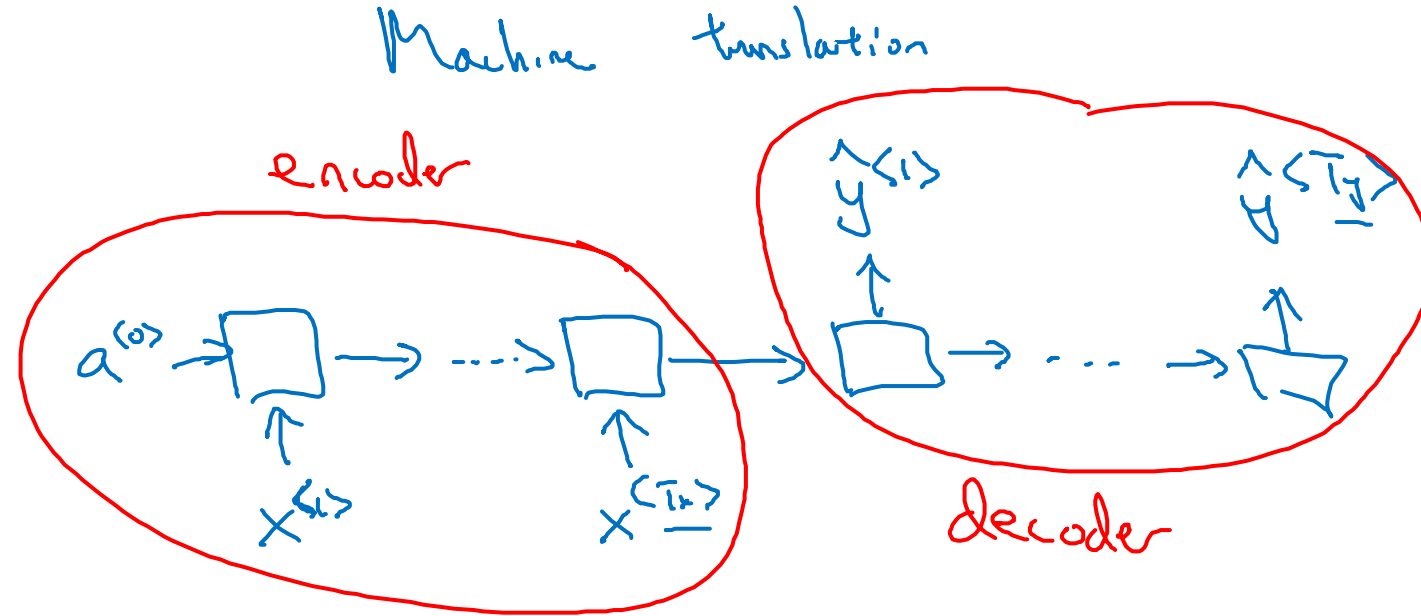 Machine translation
encoder
ŷ<1>
ŷ<Ty>
a<0>
x<1>
x<Tx>
decoder